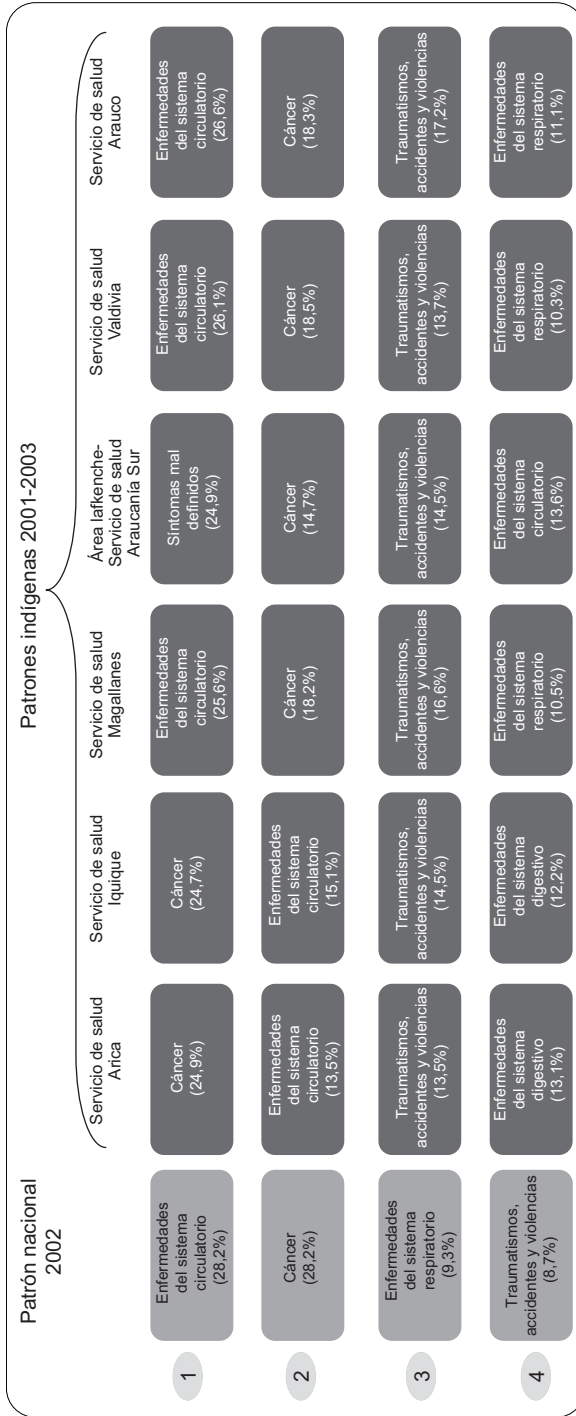 Patrón nacional
2002
Patrones indígenas 2001-2003
Servicio de salud
Arica
Servicio de salud
Iquique
Servicio de salud
Magallanes
Área lafkenche-
Servicio de salud
Araucanía Sur
Servicio de salud
Valdivia
Servicio de salud
Arauco
1
Enfermedades
del sistema
circulatorio
(28,2%)
Cáncer
(24,9%)
Cáncer
(24,7%)
Enfermedades
del sistema
circulatorio
(25,6%)
Síntomas mal
definidos
(24,9%)
Enfermedades
del sistema
circulatorio
(26,1%)
Enfermedades
del sistema
circulatorio
(26,6%)
2
Cáncer
(28,2%)
Enfermedades
del sistema
circulatorio
(13,5%)
Enfermedades
del sistema
circulatorio
(15,1%)
Cáncer
(18,2%)
Cáncer
(14,7%)
Cáncer
(18,5%)
Cáncer
(18,3%)
3
Enfermedades
del sistema
respiratorio
(9,3%)
Traumatismos,
accidentes y violencias
(13,5%)
Traumatismos,
accidentes y violencias
(14,5%)
Traumatismos,
accidentes y violencias
(16,6%)
Traumatismos,
accidentes y violencias
(14,5%)
Traumatismos,
accidentes y violencias
(13,7%)
Traumatismos,
accidentes y violencias
(17,2%)
4
Traumatismos,
accidentes y violencias
(8,7%)
Enfermedades
del sistema
digestivo
(13,1%)
Enfermedades
del sistema
digestivo
(12,2%)
Enfermedades
del sistema
respiratorio
(10,5%)
Enfermedades
del sistema
circulatorio
(13,6%)
Enfermedades
del sistema
respiratorio
(10,3%)
Enfermedades
del sistema
respiratorio
(11,1%)